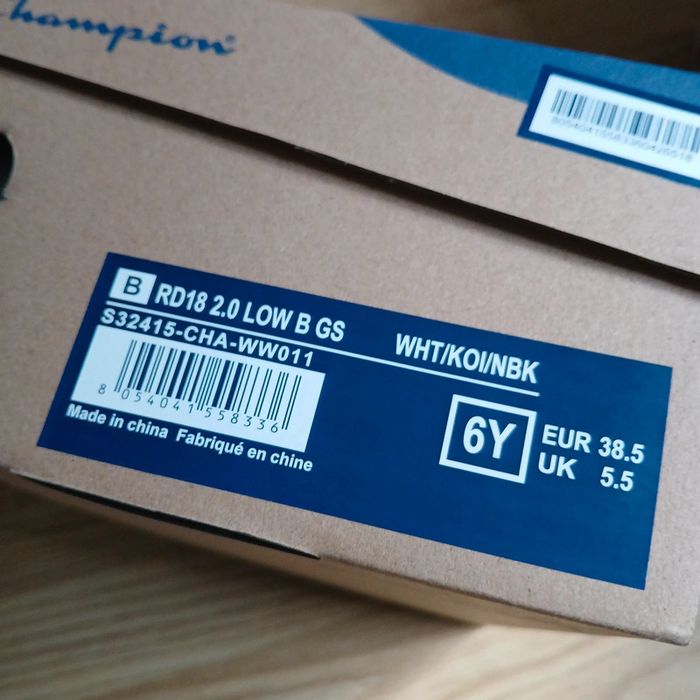 Champion
B RD18 2.0 LOW B GS
S32415-CHA-WW011
WHT/KOI/NBK
8 054041 558336
Made in china Fabriqué en chine
6Y
EUR 38.5
UK 5.5